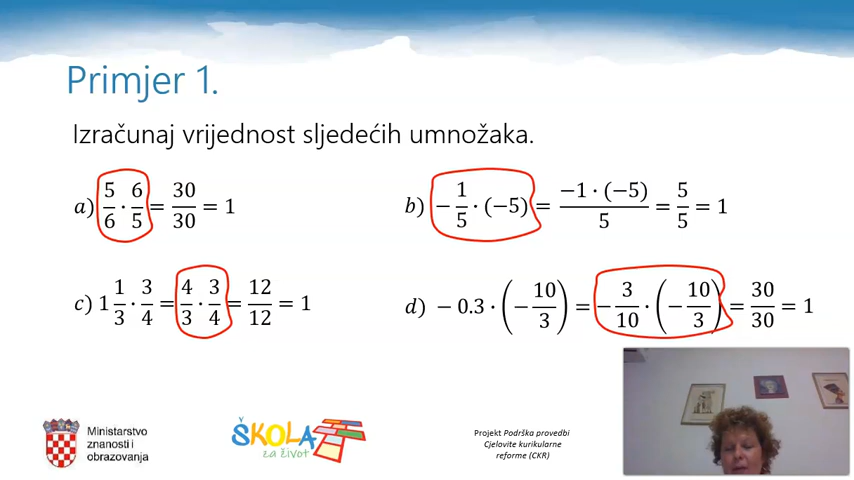 Primjer 1.
Izračunaj vrijednost sljedećih umnožaka.
a) 5/6 · 6/5 = 30/30 = 1
b) −1/5 · (−5) = (−1 · (−5))/5 = 5/5 = 1
c) 1 1/3 · 3/4 = 4/3 · 3/4 = 12/12 = 1
d) −0.3 · (−10/3) = −3/10 · (−10/3) = 30/30 = 1
Ministarstvo
znanosti i
obrazovanja
ŠKOLA
za život
Projekt Podrška provedbi
Cjelovite kurikularne
reforme (CKR)